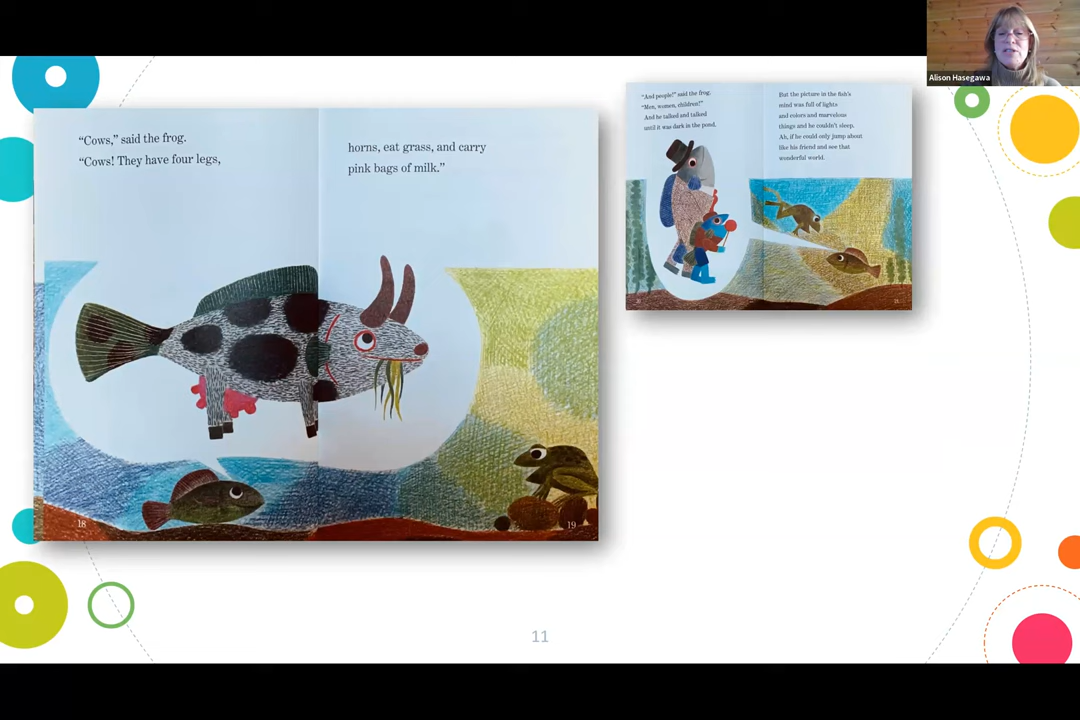 Alison Hasegawa
“Cows,” said the frog.
“Cows! They have four legs,
horns, eat grass, and carry
pink bags of milk.”
18
19
“And people!” said the frog.
“Men, women, children!”
And he talked and talked
until it was dark in the pond.
But the picture in the fish's
mind was full of lights
and colors and marvelous
things and he couldn't sleep.
Ah, if he could only jump about
like his friend and see that
wonderful world.
11